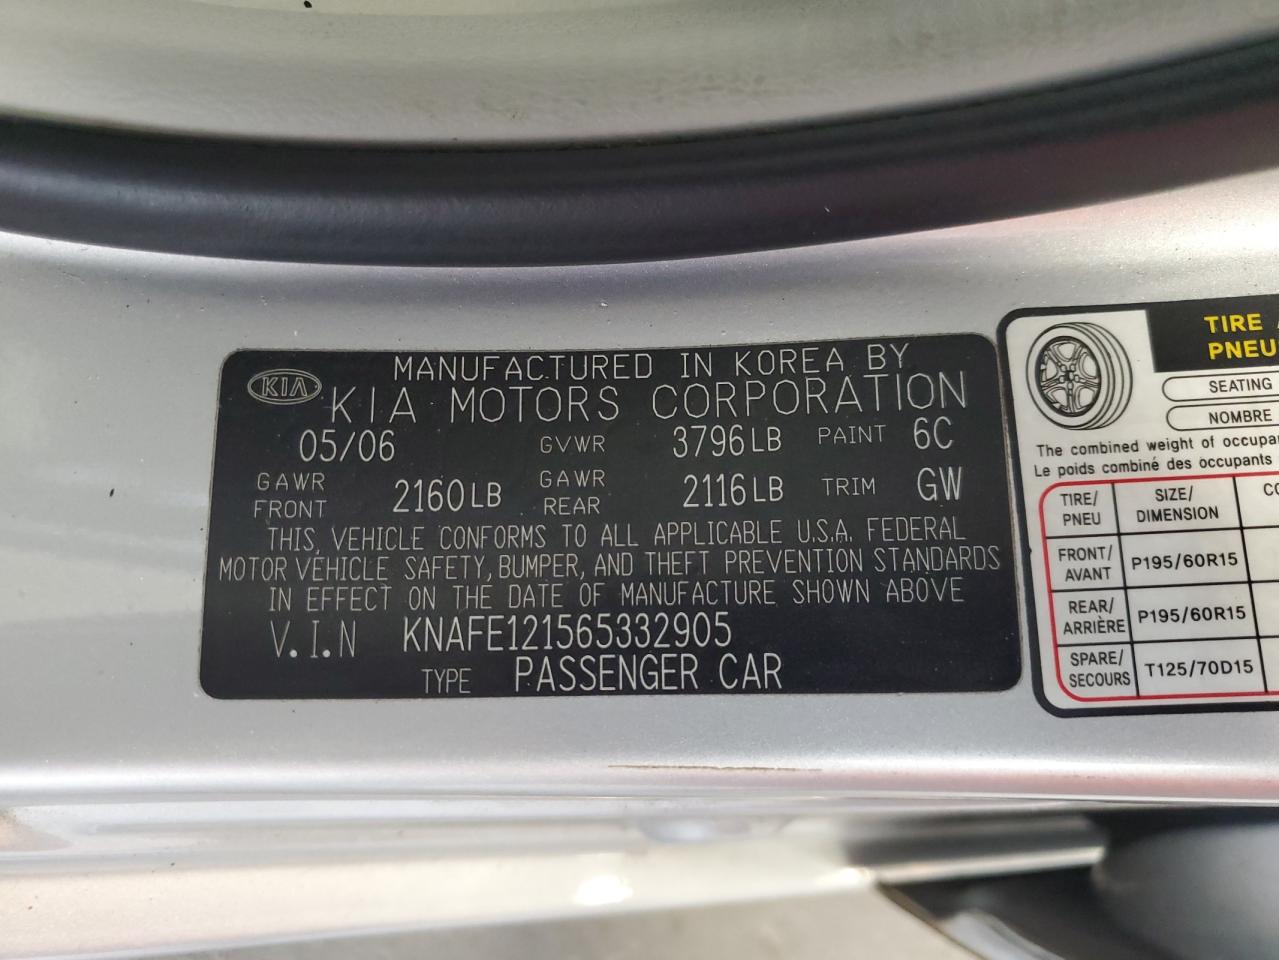 MANUFACTURED IN KOREA BY
KIA KIA MOTORS CORPORATION
05/06 GVWR 3796LB PAINT 6C
GAWR FRONT 2160LB GAWR REAR 2116LB TRIM GW
THIS VEHICLE CONFORMS TO ALL APPLICABLE U.S.A. FEDERAL
MOTOR VEHICLE SAFETY, BUMPER, AND THEFT PREVENTION STANDARDS
IN EFFECT ON THE DATE OF MANUFACTURE SHOWN ABOVE
V.I.N KNAFE121565332905
TYPE PASSENGER CAR
TIRE
PNEU
SEATING
NOMBRE
The combined weight of
Le poids combiné des occupants
TIRE/ PNEU SIZE/ DIMENSION
FRONT/ AVANT P195/60R15
REAR/ ARRIÈRE P195/60R15
SPARE/ SECOURS T125/70D15